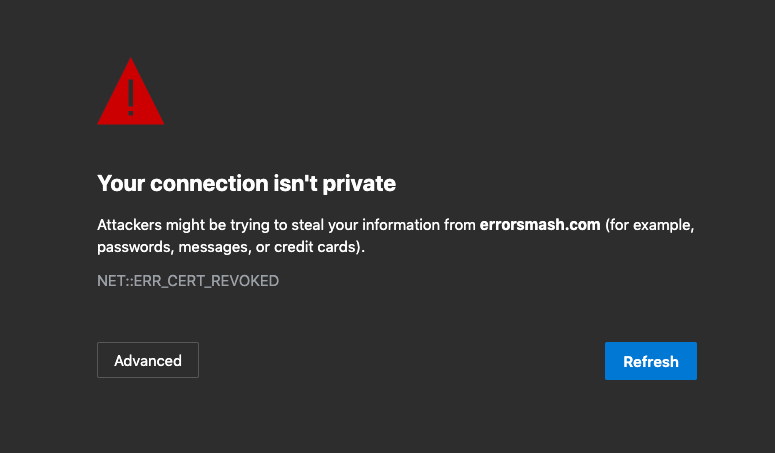 Your connection isn't private
Attackers might be trying to steal your information from errorsmash.com (for example,
passwords, messages, or credit cards).
NET::ERR_CERT_REVOKED
Advanced
Refresh